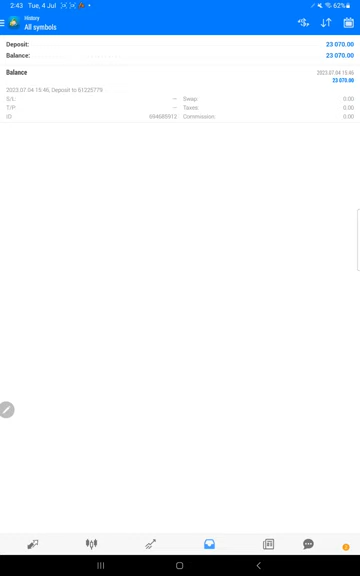 2:43 Tue, 4 Jul 62%
History
All symbols
Deposit: 23 070.00
Balance: 23 070.00
Balance 2023.07.04 15:46
23 070.00
2023.07.04 15:46, Deposit to 51225779
S/L: – Swap: 0.00
T/P: – Taxes: 0.00
ID 694685912 Commission: 0.00
2